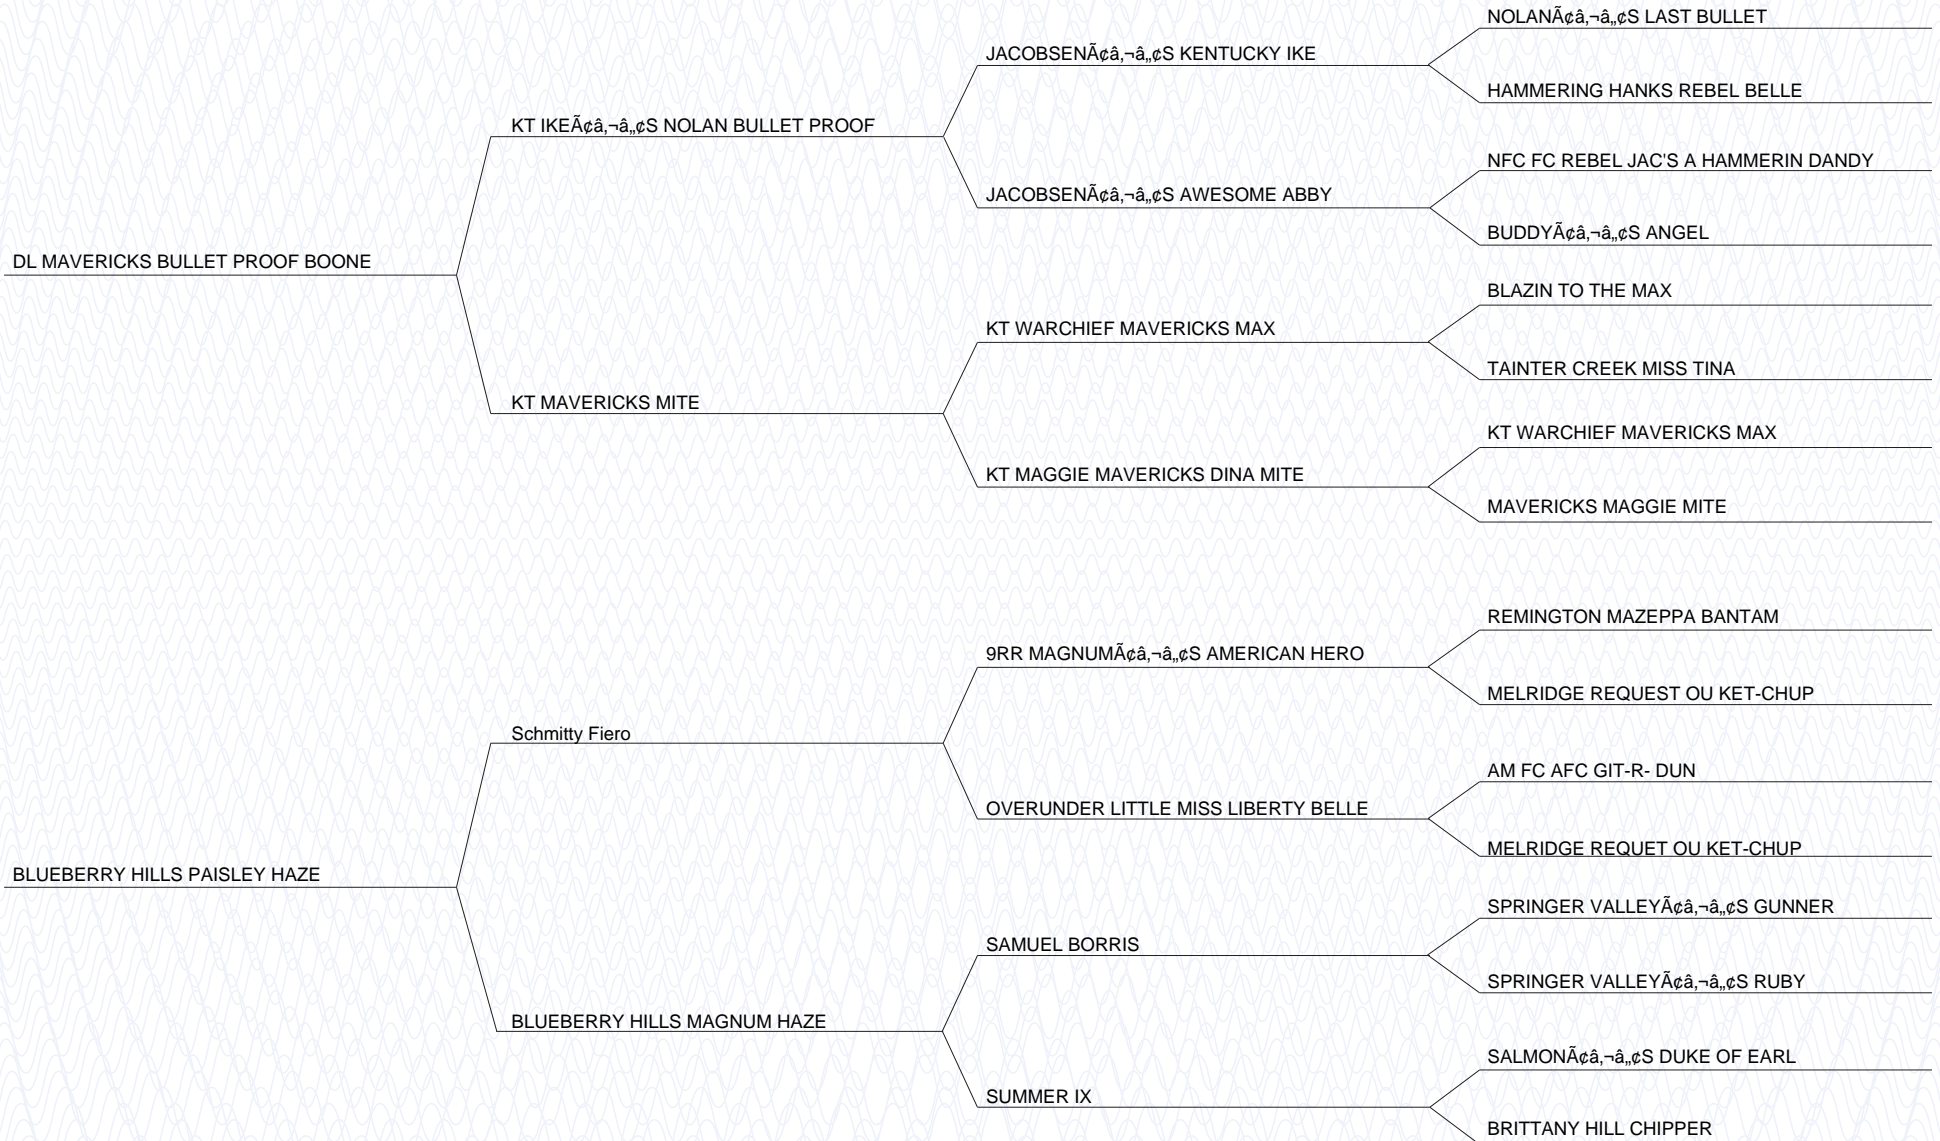 NOLANÃ¢â‚¬â„¢S LAST BULLET
JACOBSENÃ¢â‚¬â„¢S KENTUCKY IKE
HAMMERING HANKS REBEL BELLE
KT IKEÃ¢â‚¬â„¢S NOLAN BULLET PROOF
NFC FC REBEL JAC'S A HAMMERIN DANDY
JACOBSENÃ¢â‚¬â„¢S AWESOME ABBY
BUDDYÃ¢â‚¬â„¢S ANGEL
DL MAVERICKS BULLET PROOF BOONE
BLAZIN TO THE MAX
KT WARCHIEF MAVERICKS MAX
TAINTER CREEK MISS TINA
KT MAVERICKS MITE
KT WARCHIEF MAVERICKS MAX
KT MAGGIE MAVERICKS DINA MITE
MAVERICKS MAGGIE MITE
REMINGTON MAZEPPA BANTAM
9RR MAGNUMÃ¢â‚¬â„¢S AMERICAN HERO
MELRIDGE REQUEST OU KET-CHUP
Schmitty Fiero
AM FC AFC GIT-R- DUN
OVERUNDER LITTLE MISS LIBERTY BELLE
MELRIDGE REQUET OU KET-CHUP
BLUEBERRY HILLS PAISLEY HAZE
SPRINGER VALLEYÃ¢â‚¬â„¢S GUNNER
SAMUEL BORRIS
SPRINGER VALLEYÃ¢â‚¬â„¢S RUBY
BLUEBERRY HILLS MAGNUM HAZE
SALMONÃ¢â‚¬â„¢S DUKE OF EARL
SUMMER IX
BRITTANY HILL CHIPPER